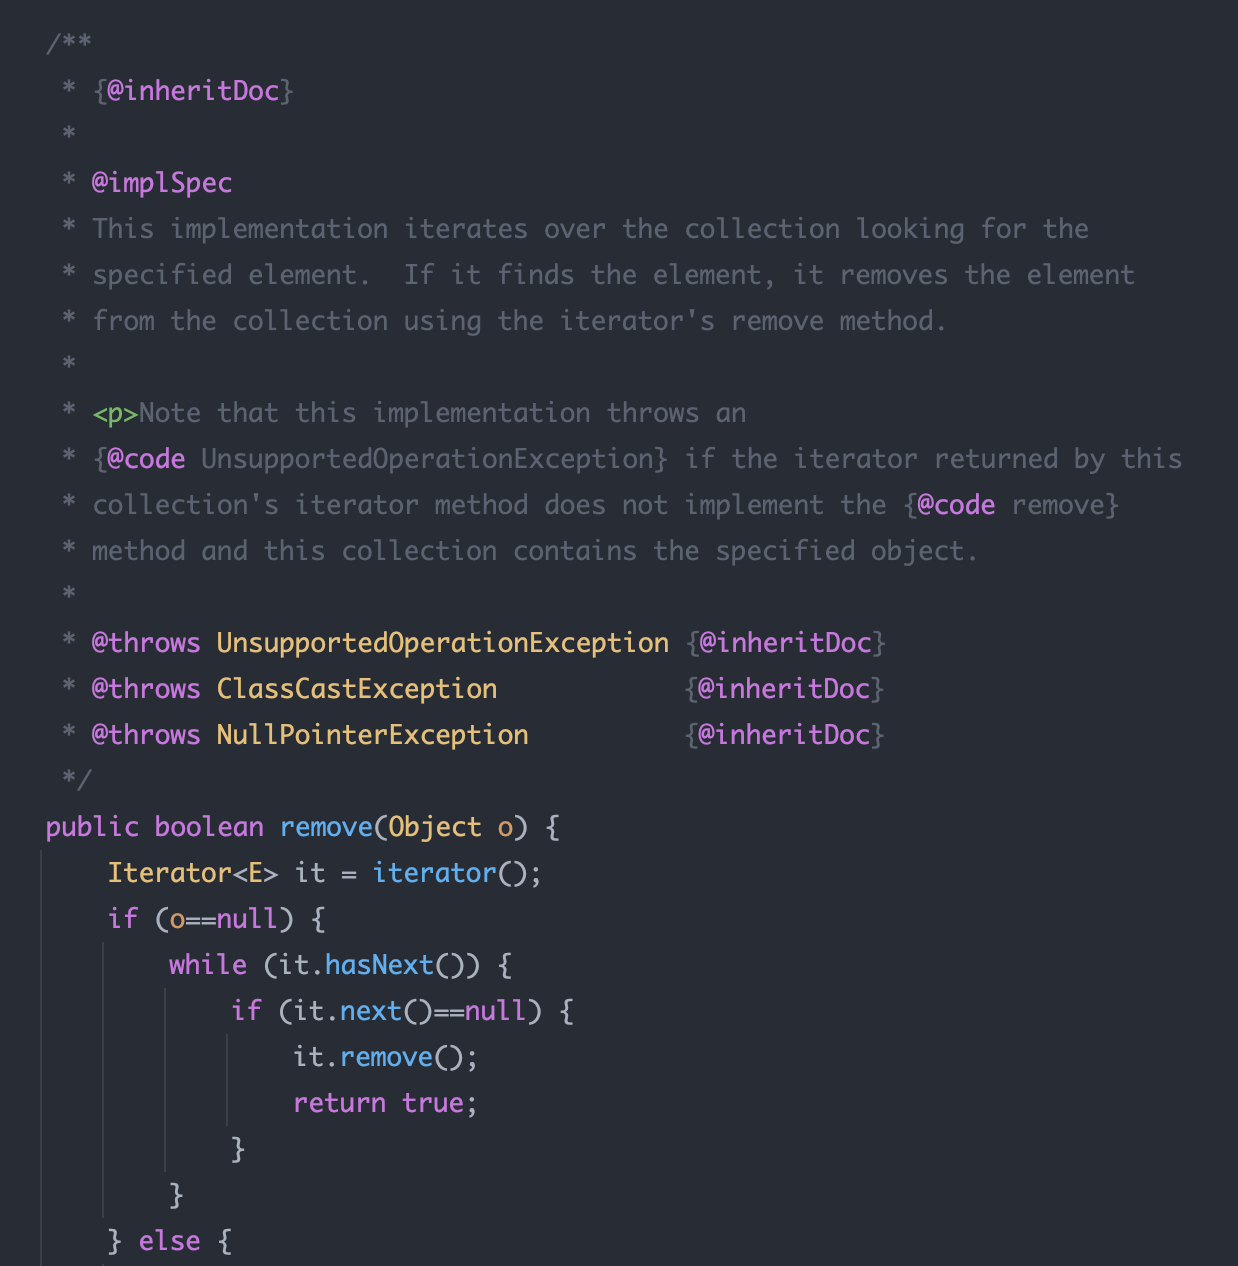 /**
 * {@inheritDoc}
 *
 * @implSpec
 * This implementation iterates over the collection looking for the
 * specified element.  If it finds the element, it removes the element
 * from the collection using the iterator's remove method.
 *
 * <p>Note that this implementation throws an
 * {@code UnsupportedOperationException} if the iterator returned by this
 * collection's iterator method does not implement the {@code remove}
 * method and this collection contains the specified object.
 *
 * @throws UnsupportedOperationException {@inheritDoc}
 * @throws ClassCastException            {@inheritDoc}
 * @throws NullPointerException          {@inheritDoc}
 */
public boolean remove(Object o) {
    Iterator<E> it = iterator();
    if (o==null) {
        while (it.hasNext()) {
            if (it.next()==null) {
                it.remove();
                return true;
            }
        }
    } else {